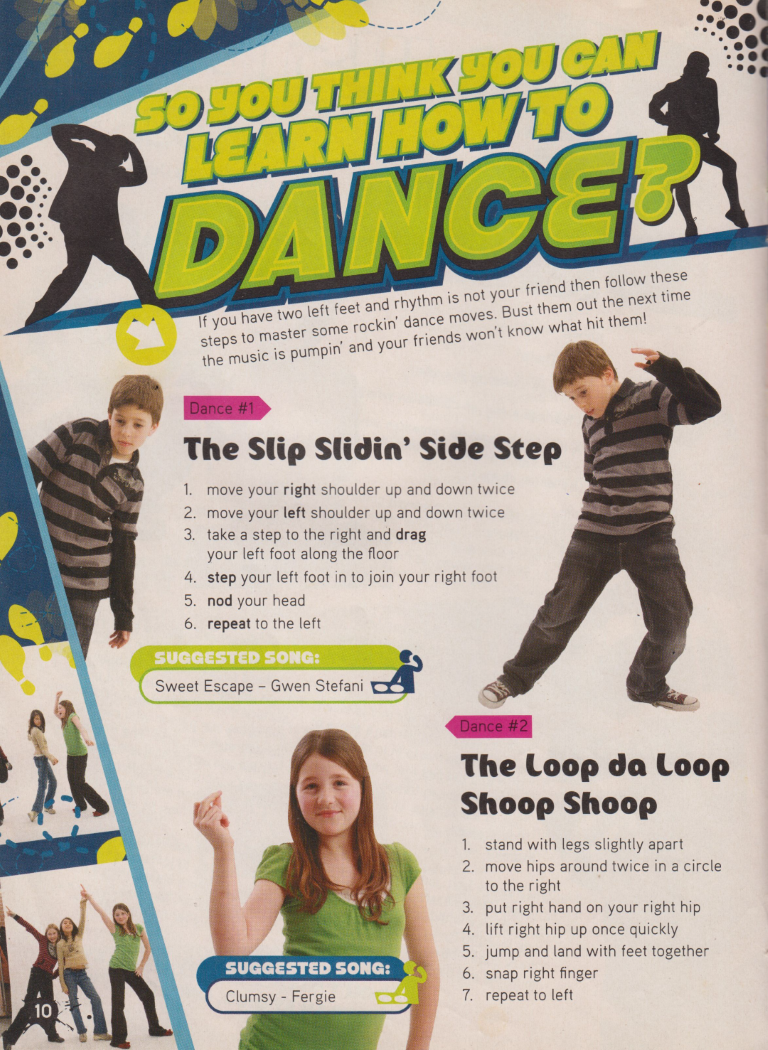 SO YOU THINK YOU CAN
LEARN HOW TO
DANCE?
If you have two left feet and rhythm is not your friend then follow these
steps to master some rockin' dance moves. Bust them out the next time
the music is pumpin' and your friends won't know what hit them!
Dance #1
The Slip Slidin' Side Step
1. move your right shoulder up and down twice
2. move your left shoulder up and down twice
3. take a step to the right and drag
your left foot along the floor
4. step your left foot in to join your right foot
5. nod your head
6. repeat to the left
SUGGESTED SONG:
Sweet Escape – Gwen Stefani
Dance #2
The Loop da Loop
Shoop Shoop
1. stand with legs slightly apart
2. move hips around twice in a circle
to the right
3. put right hand on your right hip
4. lift right hip up once quickly
5. jump and land with feet together
6. snap right finger
7. repeat to left
SUGGESTED SONG:
Clumsy - Fergie
10